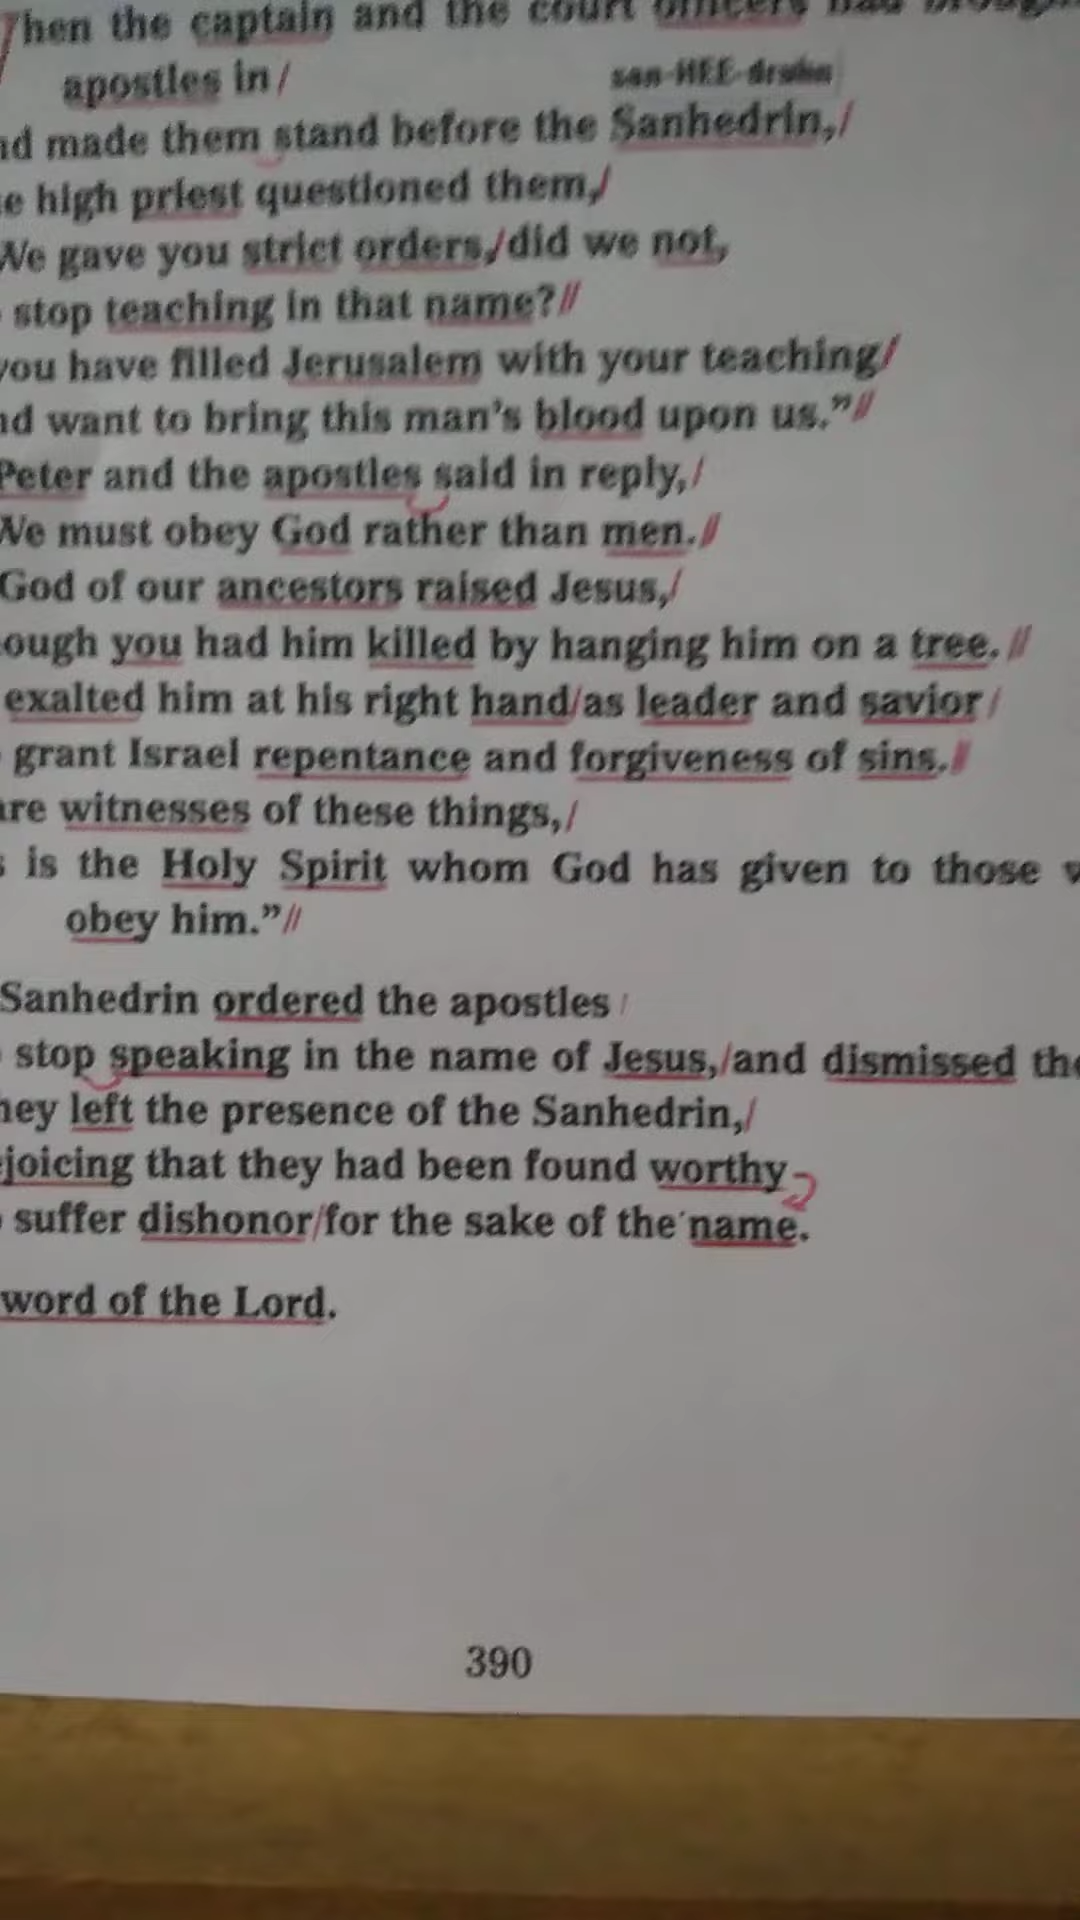 hen the captain and the court officers had
apostles in/
made them stand before the Sanhedrin,/
high priest questioned them,/
We gave you strict orders,/did we not,
stop teaching in that name?//
you have filled Jerusalem with your teaching/
want to bring this man's blood upon us."//
Peter and the apostles said in reply,/
We must obey God rather than men.//
God of our ancestors raised Jesus,/
ough you had him killed by hanging him on a tree.//
exalted him at his right hand/as leader and savior/
grant Israel repentance and forgiveness of sins.//
are witnesses of these things,/
is the Holy Spirit whom God has given to those
obey him."//
Sanhedrin ordered the apostles/
stop speaking in the name of Jesus,/and dismissed the
hey left the presence of the Sanhedrin,/
joicing that they had been found worthy
suffer dishonor/for the sake of the name.
word of the Lord.
390